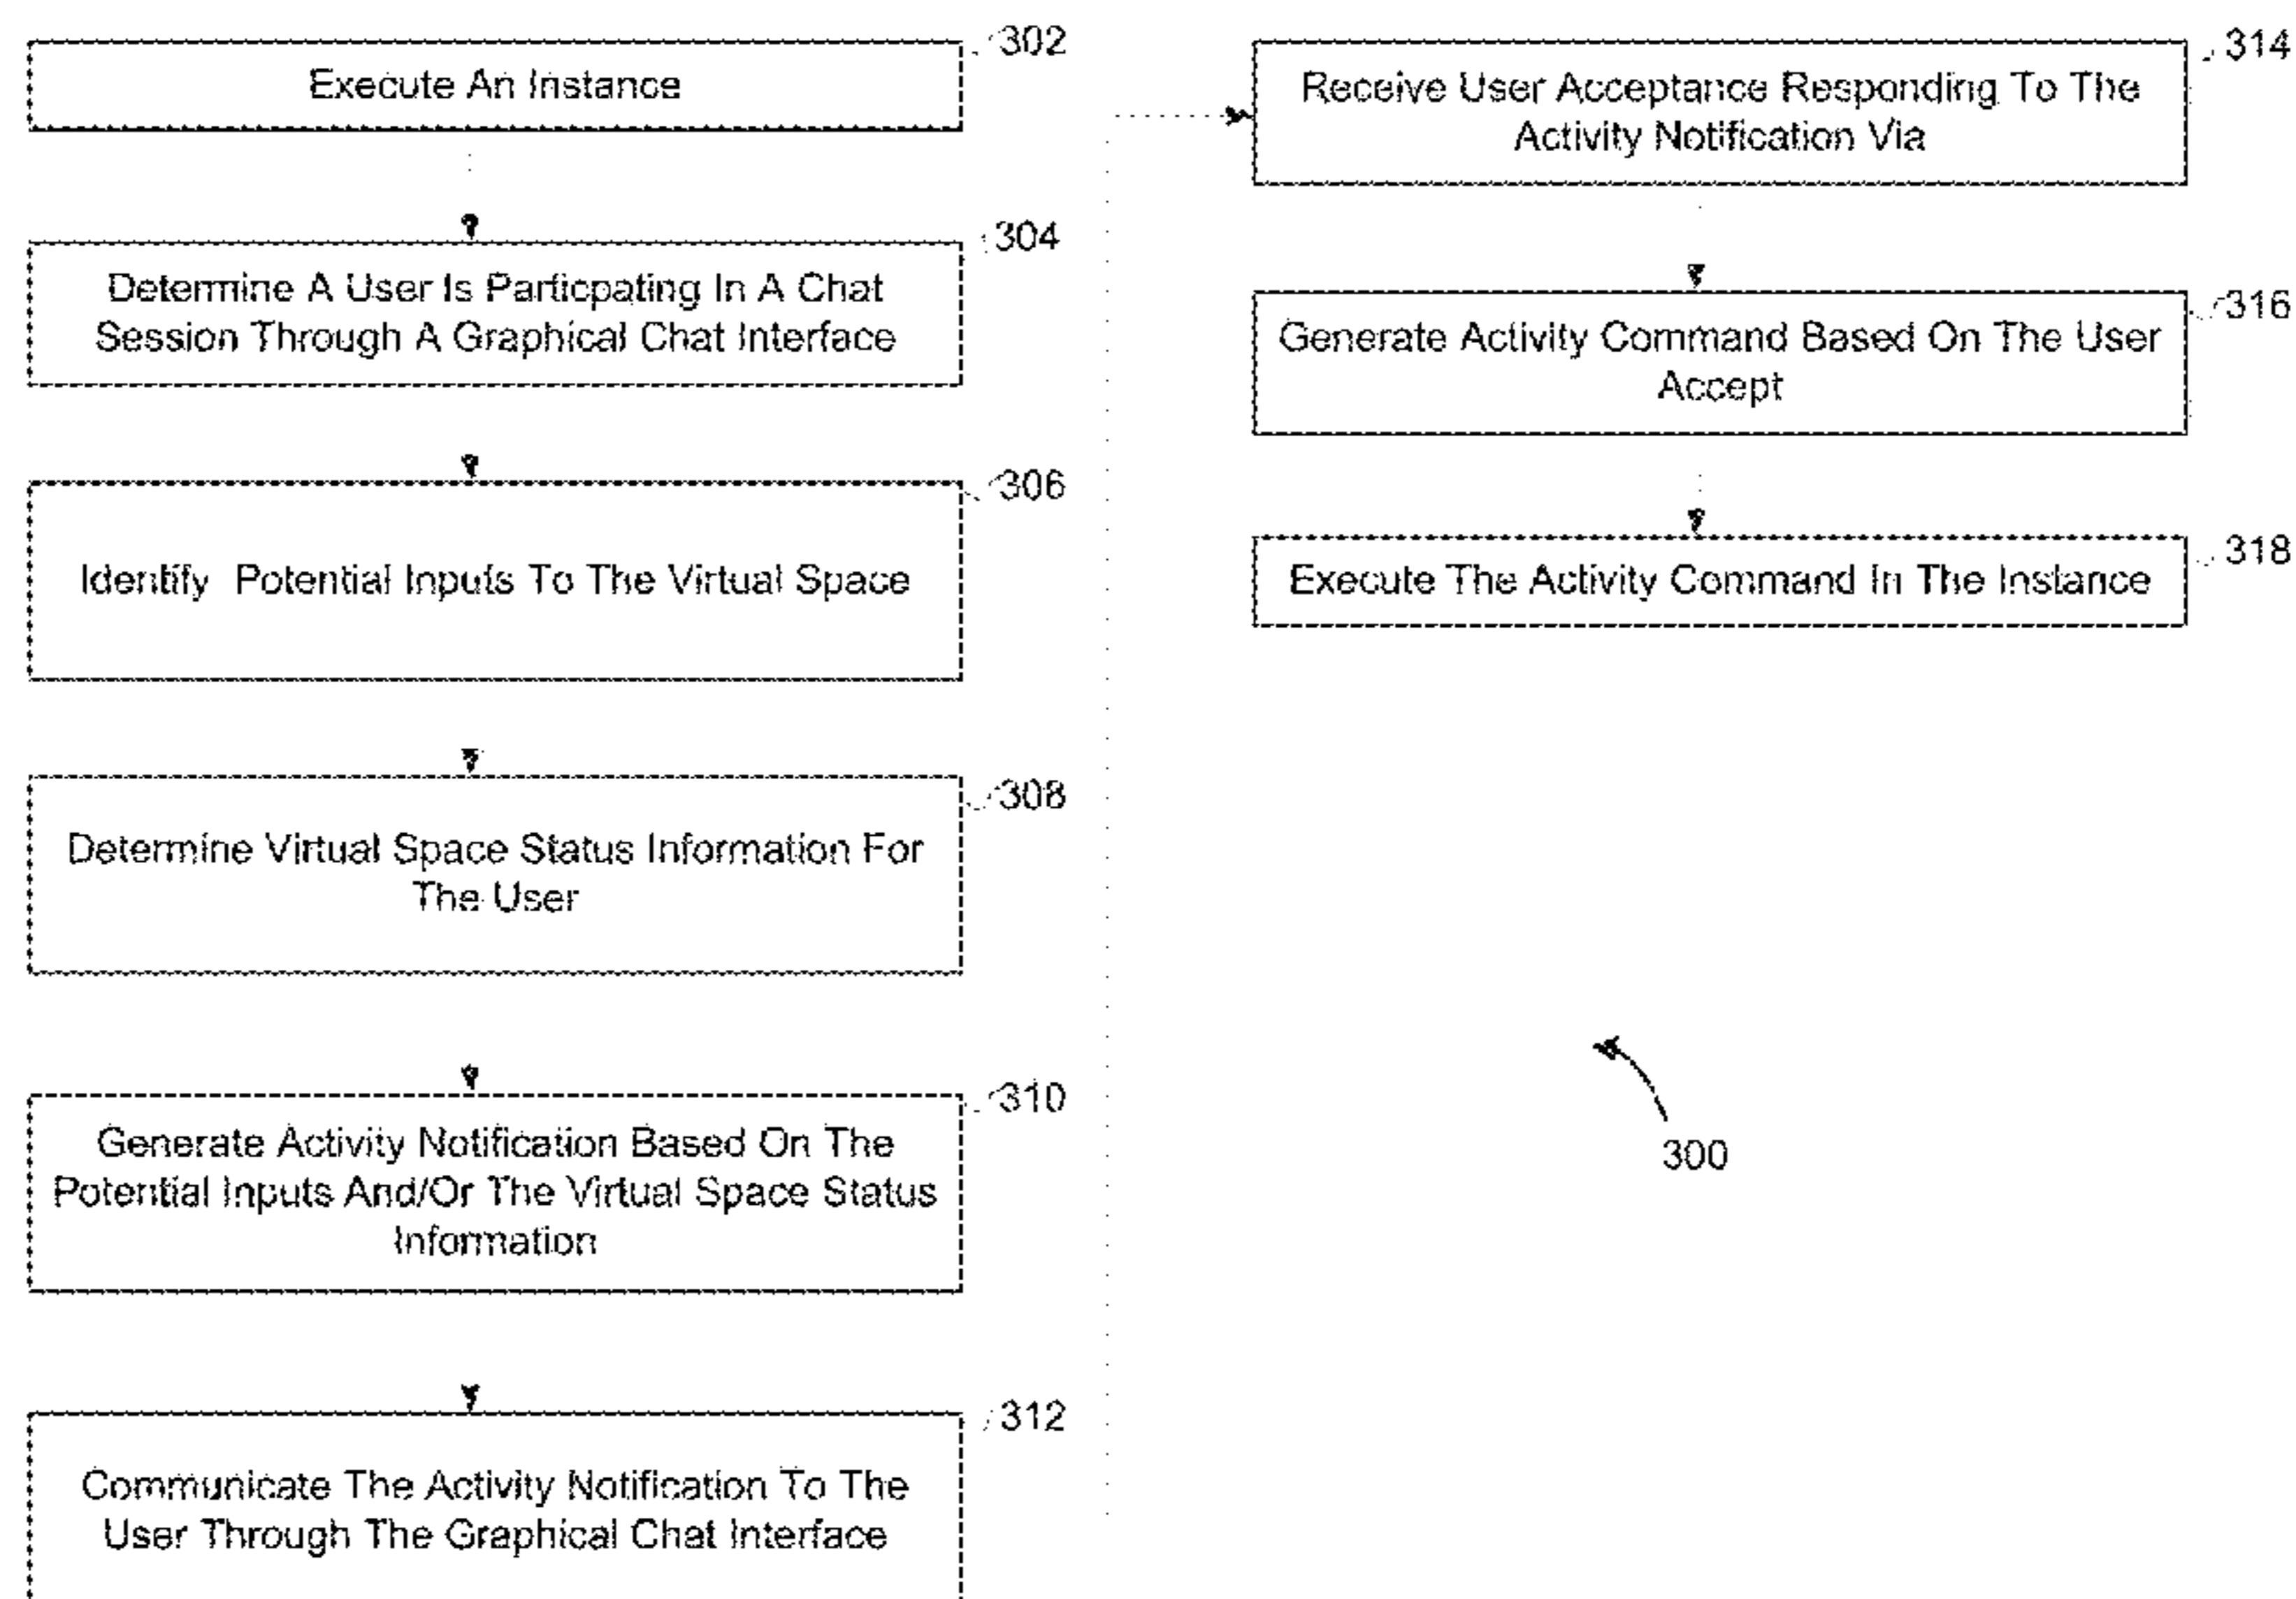 302
Execute An Instance
304
Determine A User Is Particpating In A Chat
Session Through A Graphical Chat Interface
306
Identify Potential Inputs To The Virtual Space
308
Determine Virtual Space Status Information For
The User
310
Generate Activity Notification Based On The
Potential Inputs And/Or The Virtual Space Status
Information
312
Communicate The Activity Notification To The
User Through The Graphical Chat Interface
314
Receive User Acceptance Responding To The
Activity Notification Via
316
Generate Activity Command Based On The User
Accept
318
Execute The Activity Command In The Instance
300